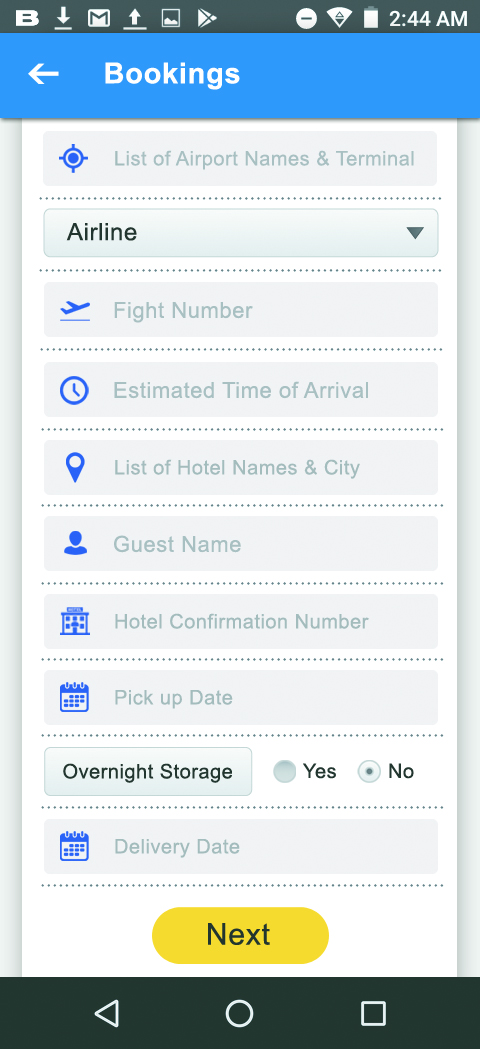 2:44 AM
Bookings
List of Airport Names & Terminal
Airline
Fight Number
Estimated Time of Arrival
List of Hotel Names & City
Guest Name
HOTEL
Hotel Confirmation Number
Pick up Date
Overnight Storage Yes No
Delivery Date
Next